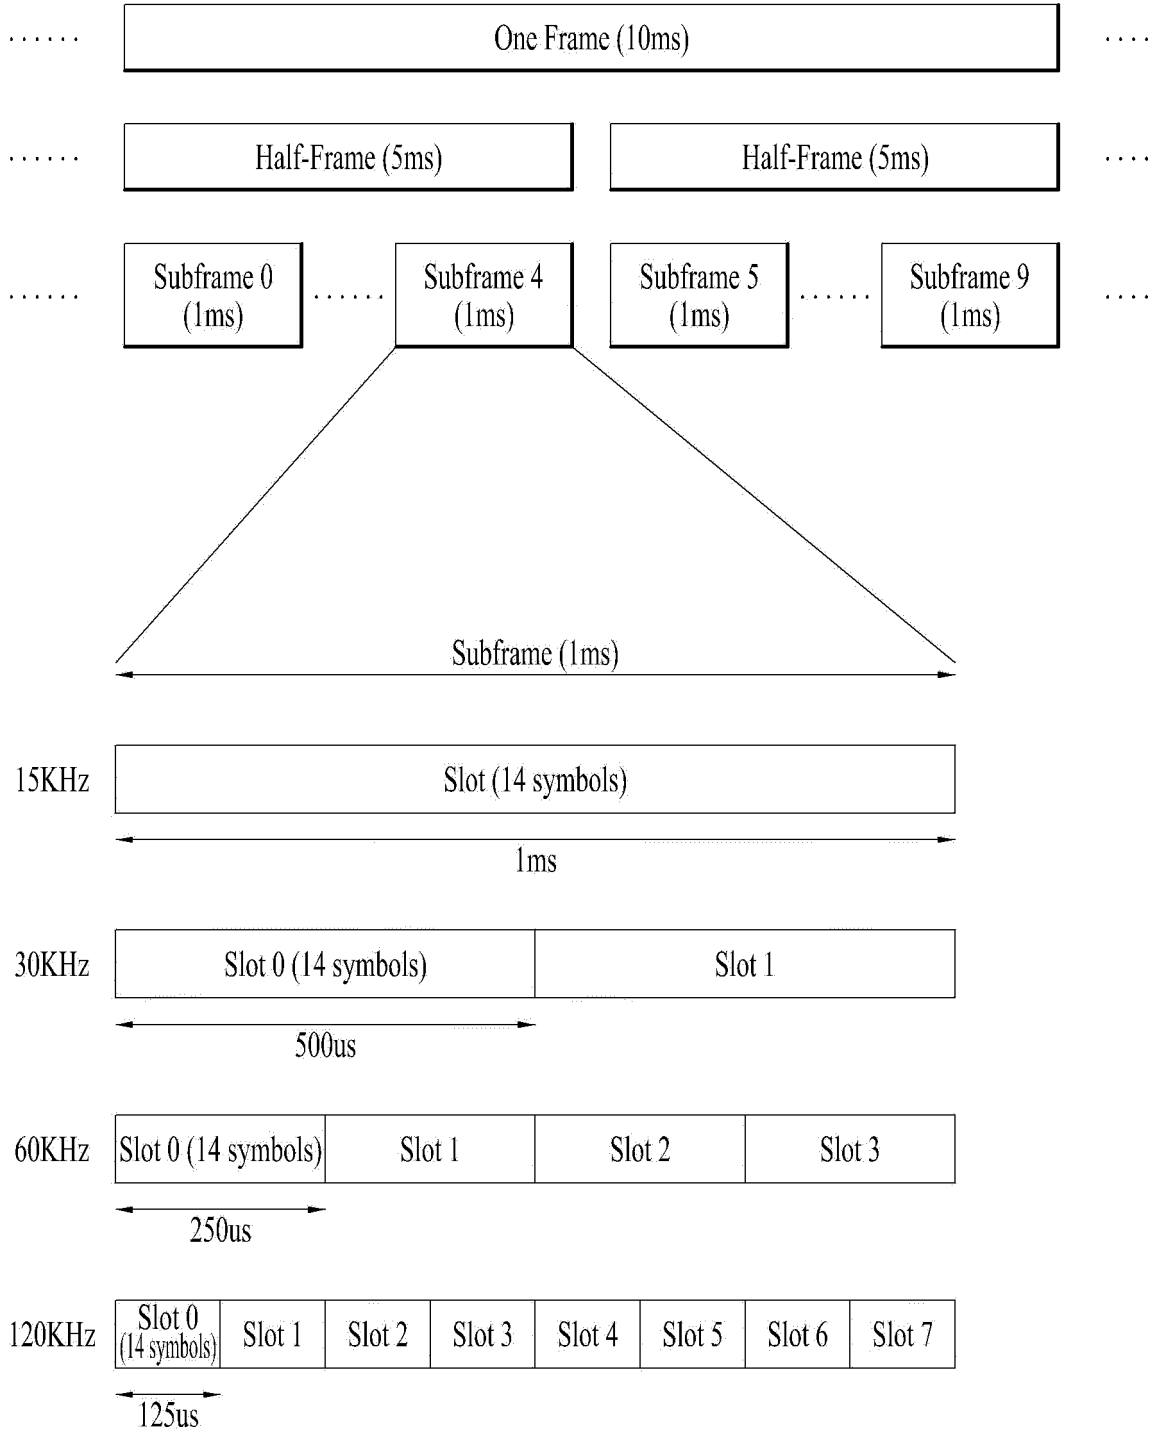 One Frame (10ms)
Half-Frame (5ms)
Half-Frame (5ms)
Subframe 0
(1ms)
Subframe 4
(1ms)
Subframe 5
(1ms)
Subframe 9
(1ms)
Subframe (1ms)
15KHz
Slot (14 symbols)
1ms
30KHz
Slot 0 (14 symbols)
Slot 1
500us
60KHz
Slot 0 (14 symbols)
Slot 1
Slot 2
Slot 3
250us
120KHz
Slot 0
(14 symbols)
Slot 1
Slot 2
Slot 3
Slot 4
Slot 5
Slot 6
Slot 7
125us